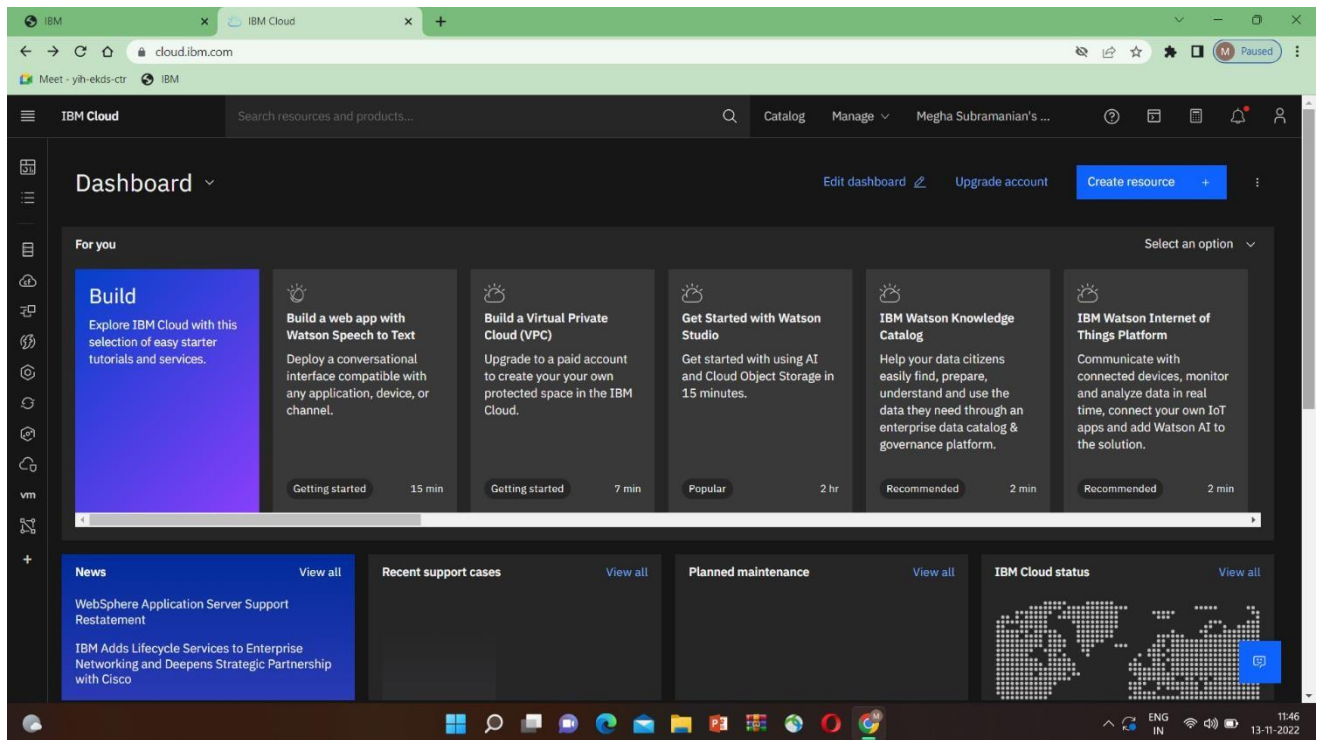 IBM
IBM Cloud
cloud.ibm.com
M Paused
Meet - yih-ekds-ctr IBM
IBM Cloud
Search resources and products...
Catalog
Manage
Megha Subramanian's ...
Dashboard
Edit dashboard
Upgrade account
Create resource +
For you
Select an option
Build
Explore IBM Cloud with this
selection of easy starter
tutorials and services.
Build a web app with
Watson Speech to Text
Deploy a conversational
interface compatible with
any application, device, or
channel.
Getting started 15 min
Build a Virtual Private
Cloud (VPC)
Upgrade to a paid account
to create your your own
protected space in the IBM
Cloud.
Getting started 7 min
Get Started with Watson
Studio
Get started with using AI
and Cloud Object Storage in
15 minutes.
Popular 2 hr
IBM Watson Knowledge
Catalog
Help your data citizens
easily find, prepare,
understand and use the
data they need through an
enterprise data catalog &
governance platform.
Recommended 2 min
IBM Watson Internet of
Things Platform
Communicate with
connected devices, monitor
and analyze data in real
time, connect your own IoT
apps and add Watson AI to
the solution.
Recommended 2 min
vm
News View all
WebSphere Application Server Support
Restatement
IBM Adds Lifecycle Services to Enterprise
Networking and Deepens Strategic Partnership
with Cisco
Recent support cases View all
Planned maintenance View all
IBM Cloud status View all
ENG
IN
11:46
13-11-2022